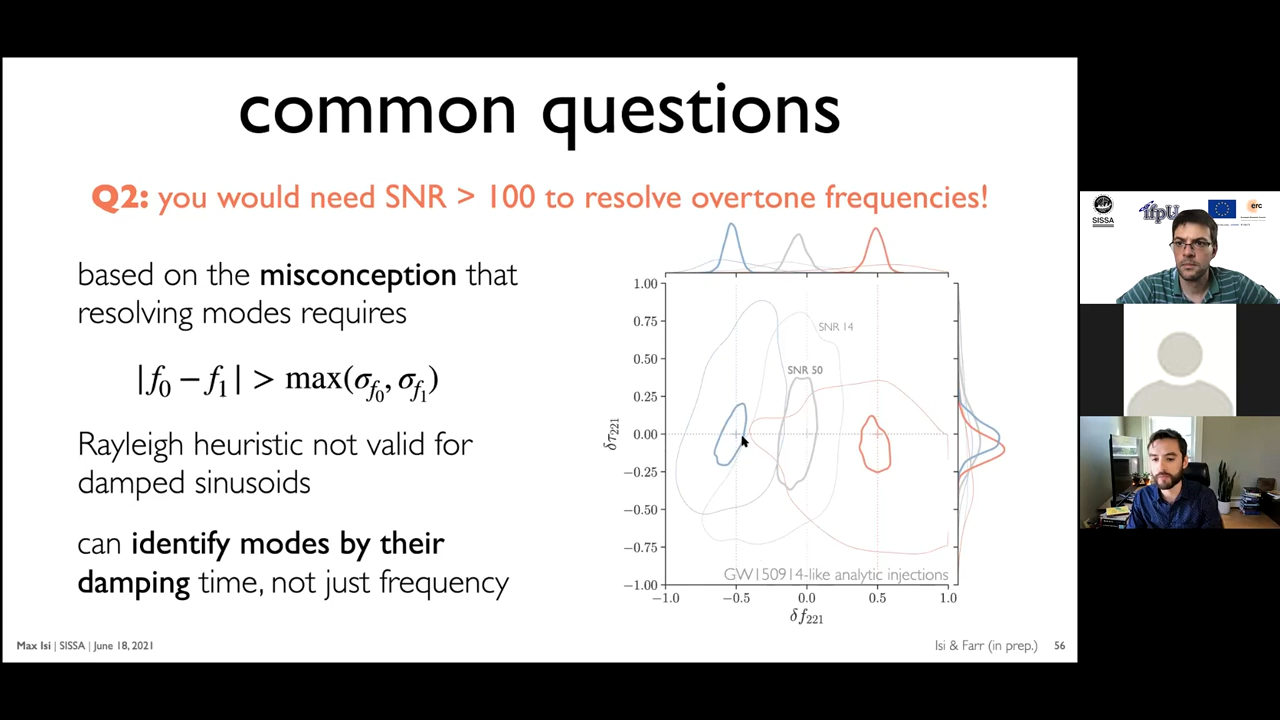 common questions
Q2: you would need SNR > 100 to resolve overtone frequencies!
based on the misconception that
resolving modes requires
|f₀ − f₁| > max(σ_f₀, σ_f₁)
Rayleigh heuristic not valid for
damped sinusoids
can identify modes by their
damping time, not just frequency
1.00
0.75
0.50
0.25
0.00
−0.25
−0.50
−0.75
−1.00
δτ₂₂₁
SNR 14
SNR 50
GW150914-like analytic injections
−1.0 −0.5 0.0 0.5 1.0
δf₂₂₁
Max Isi | SISSA | June 18, 2021
Isi & Farr (in prep.) 56
SISSA
ifpu
erc